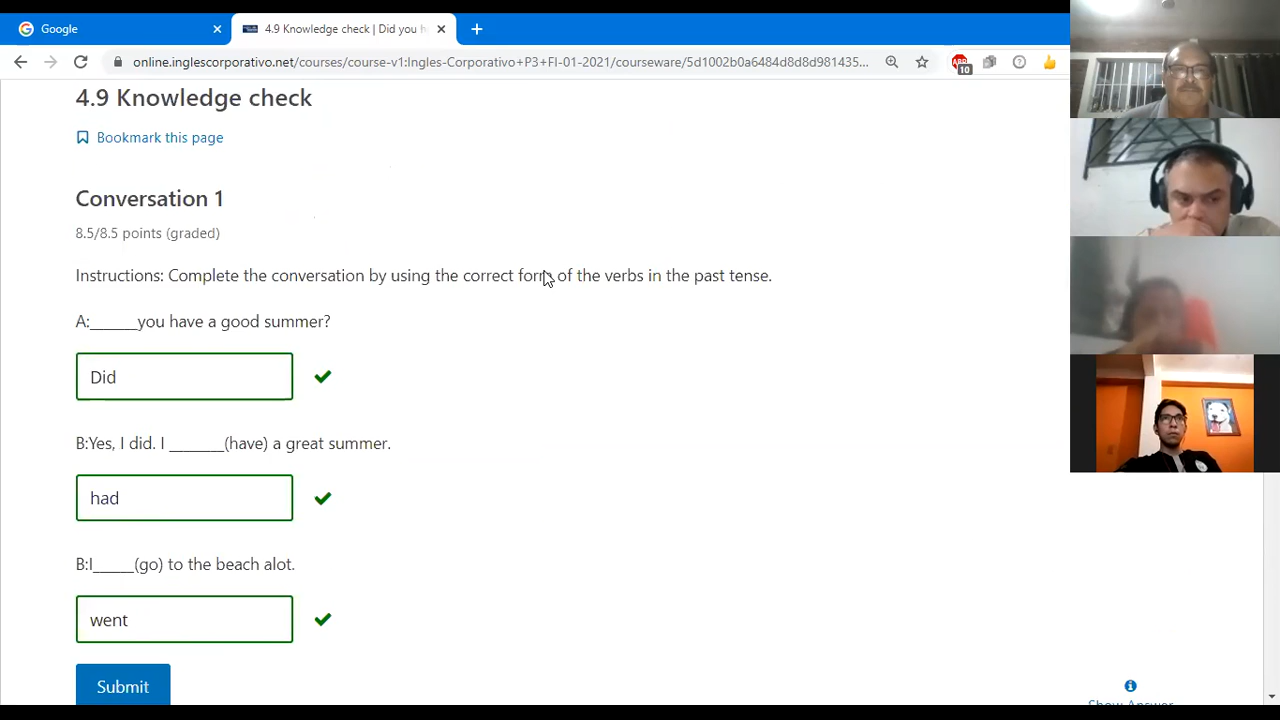 Google
4.9 Knowledge check | Did you h
online.inglescorporativo.net/courses/course-v1:Ingles-Corporativo+P3+FI-01-2021/courseware/5d1002b0a6484d8d8d981435...
10
4.9 Knowledge check
Bookmark this page
Conversation 1
8.5/8.5 points (graded)
Instructions: Complete the conversation by using the correct form of the verbs in the past tense.
A:______you have a good summer?
Did
B:Yes, I did. I _______(have) a great summer.
had
B:I_____(go) to the beach alot.
went
Submit
Show Answer